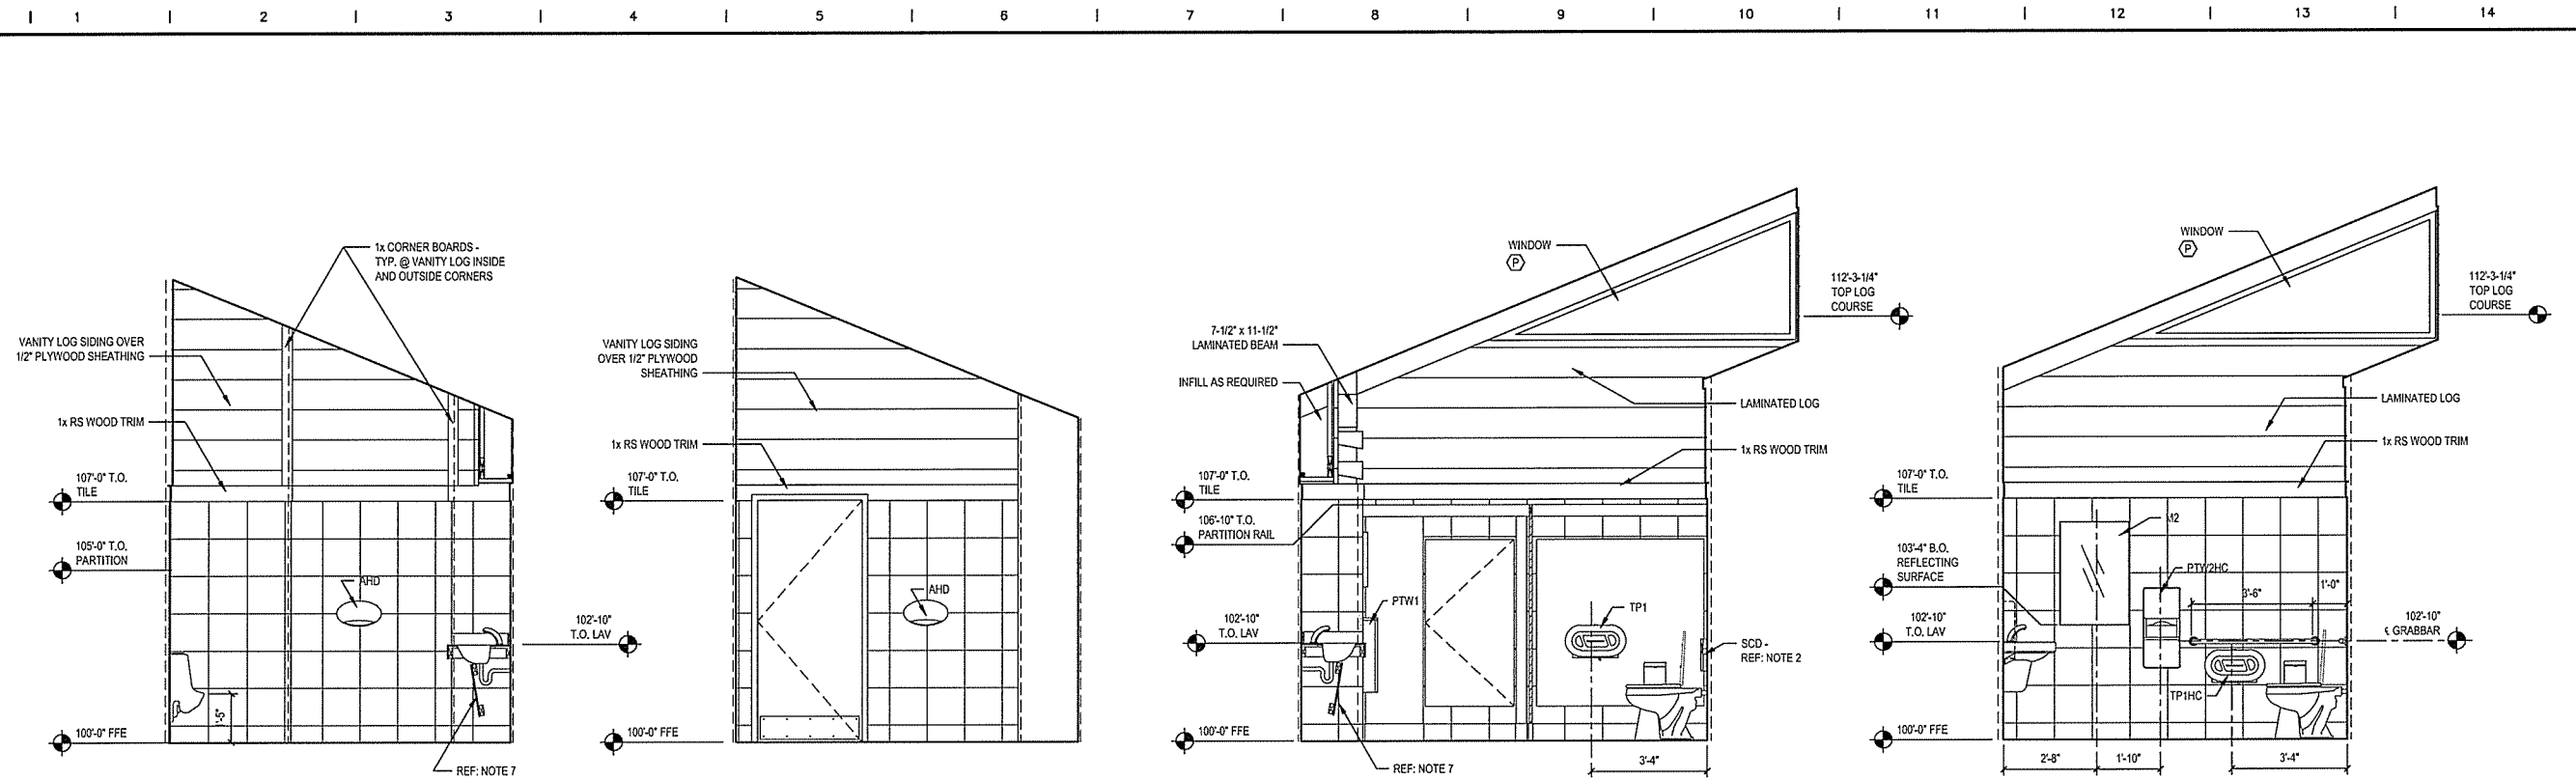 1 2 3 4 5 6 7 8 9 10 11 12 13 14
1x CORNER BOARDS -
TYP. @ VANITY LOG INSIDE
AND OUTSIDE CORNERS
VANITY LOG SIDING OVER
1/2" PLYWOOD SHEATHING
1x RS WOOD TRIM
107'-0" T.O.
TILE
105'-0" T.O.
PARTITION
AHD
102'-10"
T.O. LAV
100'-0" FFE
REF: NOTE 7
VANITY LOG SIDING
OVER 1/2" PLYWOOD
SHEATHING
1x RS WOOD TRIM
107'-0" T.O.
TILE
AHD
100'-0" FFE
WINDOW
P
112'-3-1/4"
TOP LOG
COURSE
7-1/2" x 11-1/2"
LAMINATED BEAM
INFILL AS REQUIRED
LAMINATED LOG
1x RS WOOD TRIM
107'-0" T.O.
TILE
106'-10" T.O.
PARTITION RAIL
PTW1
TP1
102'-10"
T.O. LAV
SCD -
REF: NOTE 2
100'-0" FFE
3'-4"
REF: NOTE 7
WINDOW
P
112'-3-1/4"
TOP LOG
COURSE
LAMINATED LOG
1x RS WOOD TRIM
107'-0" T.O.
TILE
M2
103'-4" B.O.
REFLECTING
SURFACE
PTW2HC
3'-6"
1'-0"
102'-10"
T.O. LAV
102'-10"
GRABBAR
TP1HC
100'-0" FFE
2'-8"
1'-10"
3'-4"